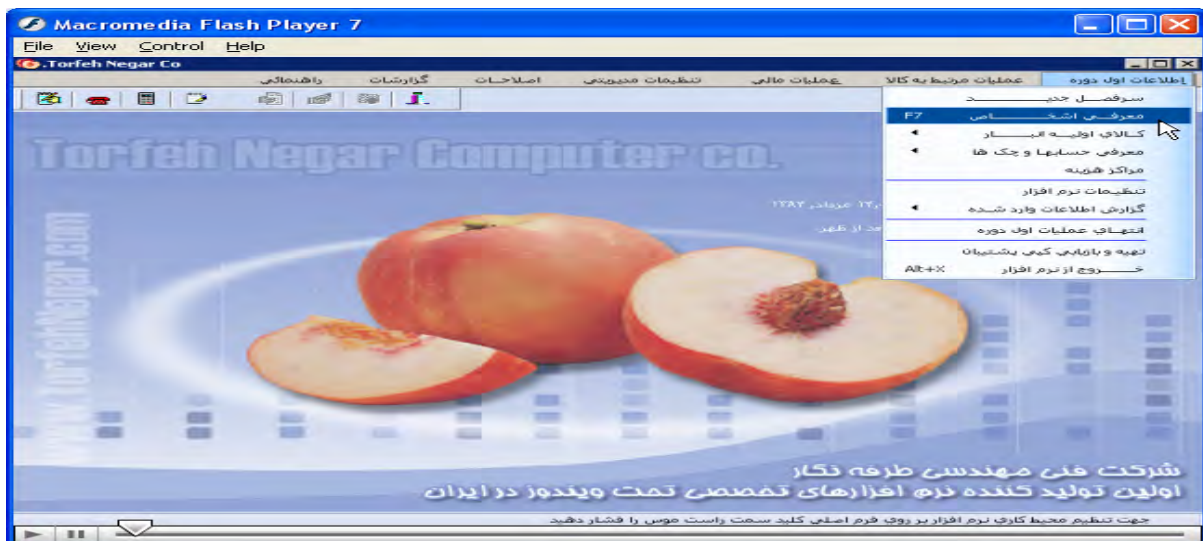 Macromedia Flash Player 7
File View Control Help
.Torfeh Negar Co
اطلاعات اول دوره عملیات مرتبط به کالا عملیات مالی تنظیمات مدیریتی اصلاحات گزارشات راهنمائی
سرفصل جدید
معرفی اشخاص F7
کالای اولیه انبار
معرفی حسابها و چک ها
مراکز هزینه
تنظیمات نرم افزار
گزارش اطلاعات وارد شده
انتهای عملیات اول دوره
تهیه و بازیابی کپی پشتیبان
خروج از نرم افزار Alt+X
Torfeh Negar Computer co.
۱۲ مرداد, ۱۳۸۷
از ظهر
www.TorfehNegar.com
شرکت فنی مهندسی طرفه نگار
اولین تولید کننده نرم افزارهای تخصصی تحت ویندوز در ایران
جهت تنظیم محیط کاری نرم افزار بر روی فرم اصلی کلید سمت راست موس را فشار دهید